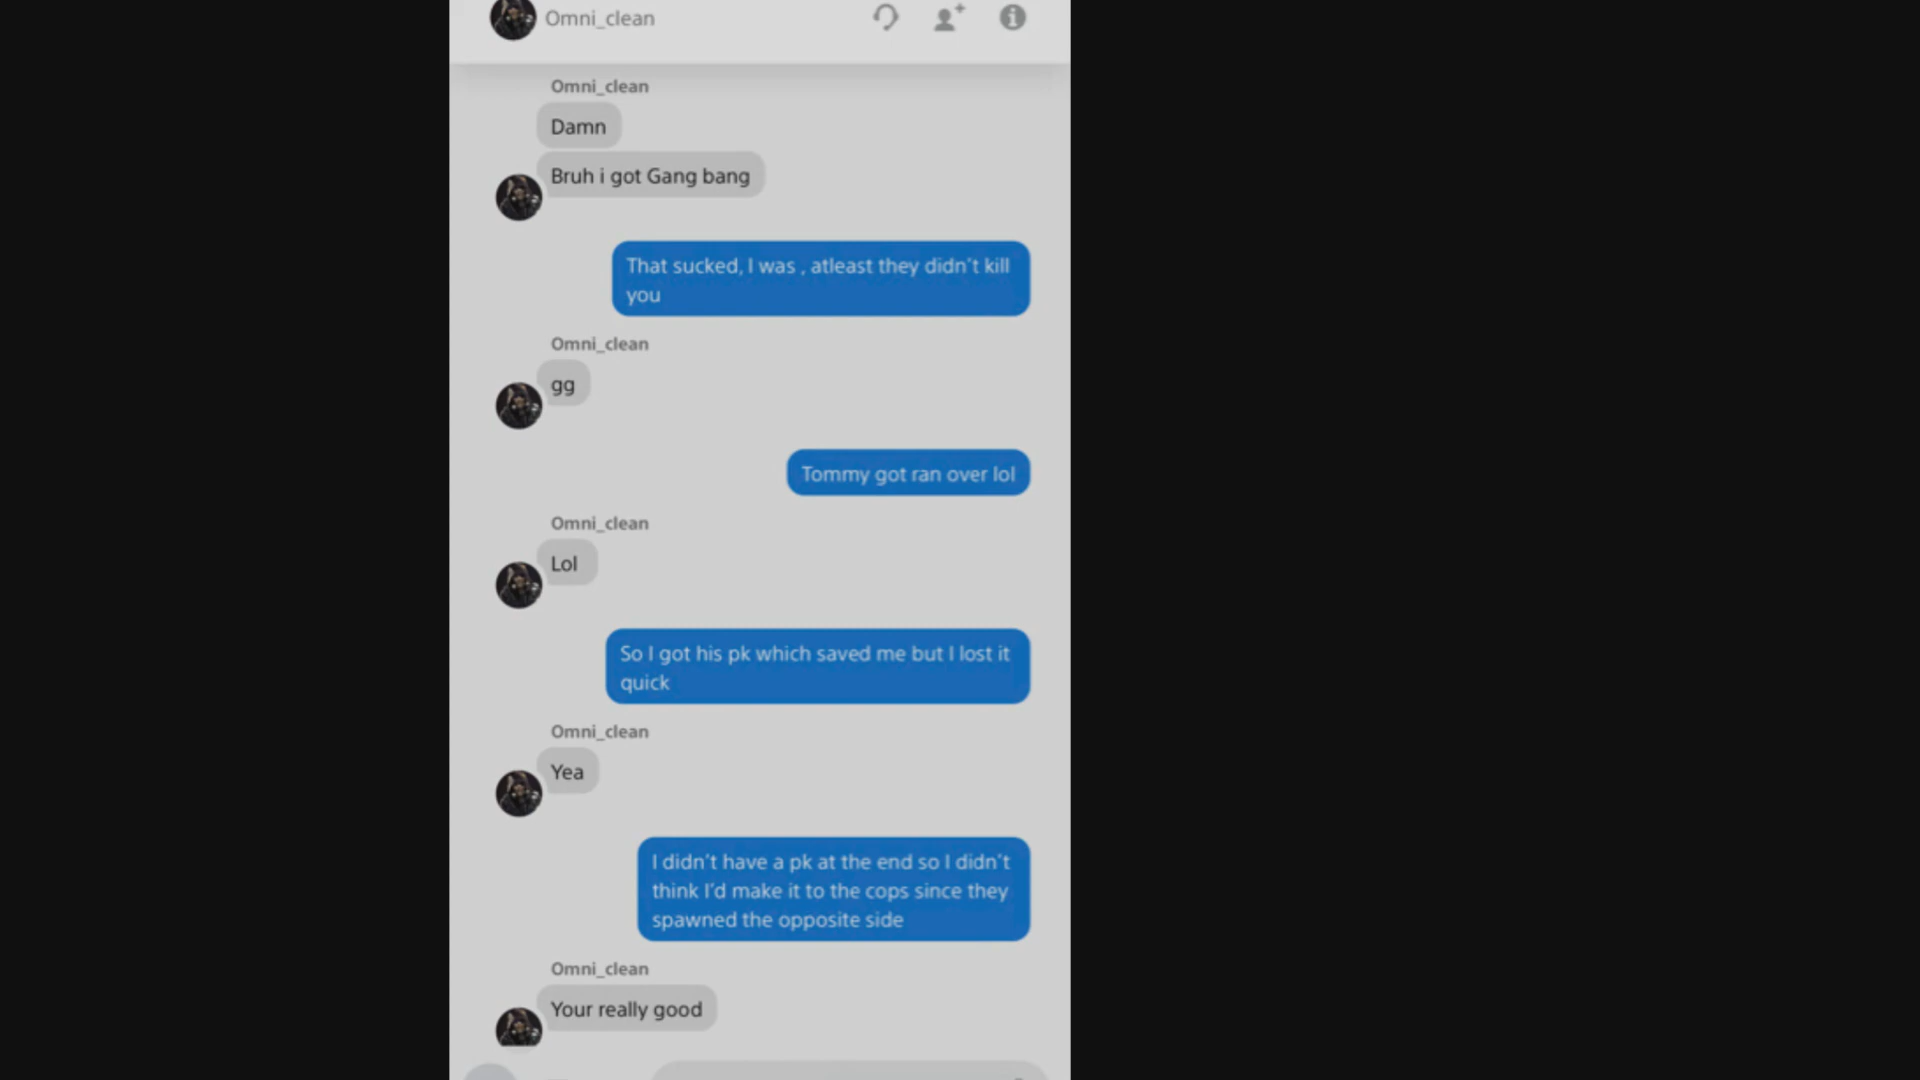 Omni_clean
Omni_clean
Damn
Bruh i got Gang bang
That sucked, I was , atleast they didn't kill
you
Omni_clean
gg
Tommy got ran over lol
Omni_clean
Lol
So I got his pk which saved me but I lost it
quick
Omni_clean
Yea
I didn't have a pk at the end so I didn't
think I'd make it to the cops since they
spawned the opposite side
Omni_clean
Your really good